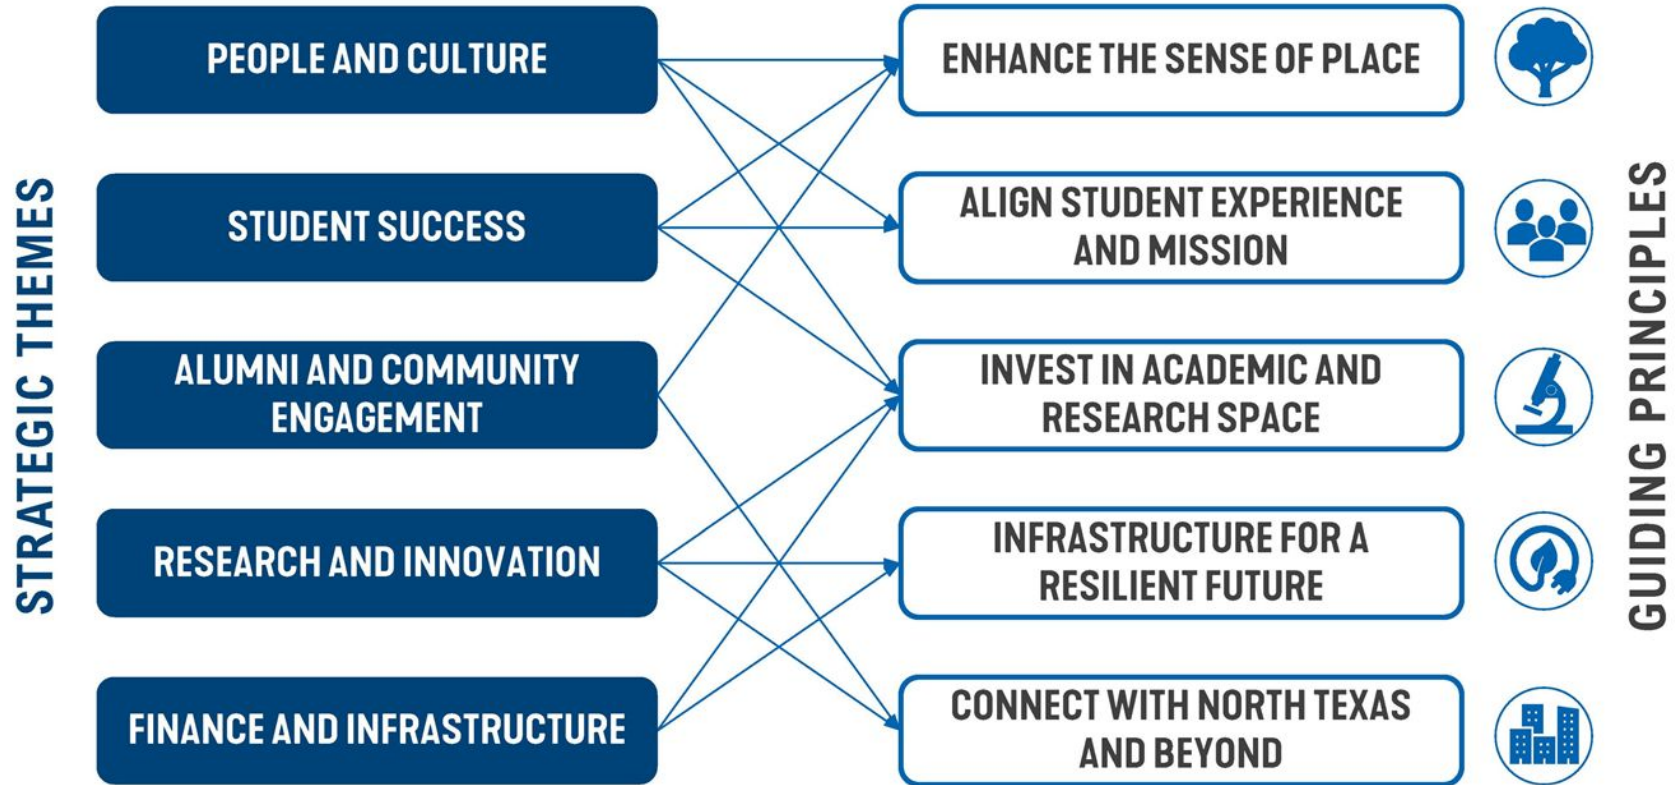 STRATEGIC THEMES
PEOPLE AND CULTURE
STUDENT SUCCESS
ALUMNI AND COMMUNITY
ENGAGEMENT
RESEARCH AND INNOVATION
FINANCE AND INFRASTRUCTURE
ENHANCE THE SENSE OF PLACE
ALIGN STUDENT EXPERIENCE
AND MISSION
INVEST IN ACADEMIC AND
RESEARCH SPACE
INFRASTRUCTURE FOR A
RESILIENT FUTURE
CONNECT WITH NORTH TEXAS
AND BEYOND
GUIDING PRINCIPLES